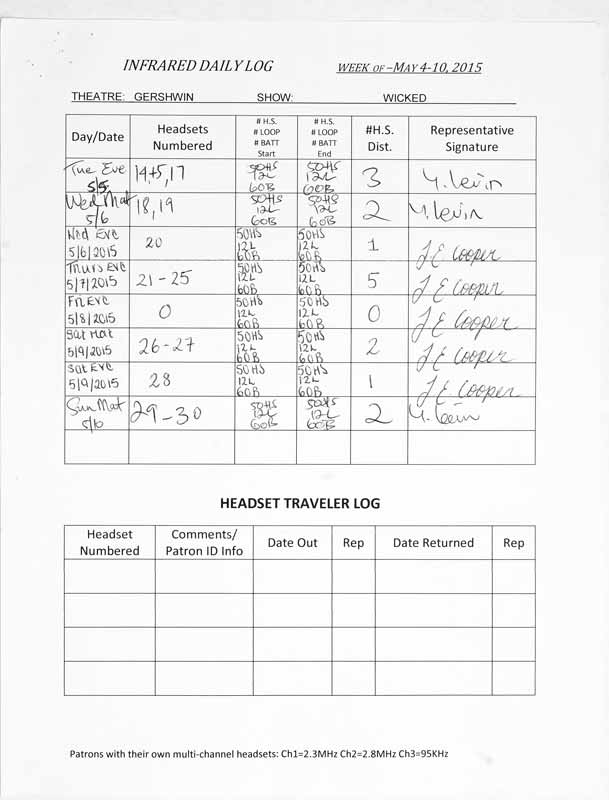 INFRARED DAILY LOG WEEK OF –MAY 4-10, 2015
THEATRE: GERSHWIN SHOW: WICKED
Day/Date Headsets Numbered # H.S. # LOOP # BATT Start # H.S. # LOOP # BATT End #H.S. Dist. Representative Signature
Tue Eve 5/5 14+5,17 50HS 12L 60B 50HS 12L 60B 3 Y. Levin
Wed Mat 5/6 18,19 50HS 12L 60B 50HS 12L 60B 2 Y. Levin
Wed Eve 5/6/2015 20 50HS 12L 60B 50HS 12L 60B 1 J E Cooper
Thurs Eve 5/7/2015 21-25 50HS 12L 60B 50HS 12L 60B 5 J E Cooper
Fri Eve 5/8/2015 0 50HS 12L 60B 50HS 12L 60B 0 J E Cooper
Sat Mat 5/9/2015 26-27 50HS 12L 60B 50HS 12L 60B 2 J E Cooper
Sat Eve 5/9/2015 28 50HS 12L 60B 50HS 12L 60B 1 J E. Cooper
Sun Mat 5/10 29-30 50HS 12L 60B 50HS 12L 60B 2 Y. Levin
HEADSET TRAVELER LOG
Headset Numbered Comments/ Patron ID Info Date Out Rep Date Returned Rep
Patrons with their own multi-channel headsets: Ch1=2.3MHz Ch2=2.8MHz Ch3=95KHz